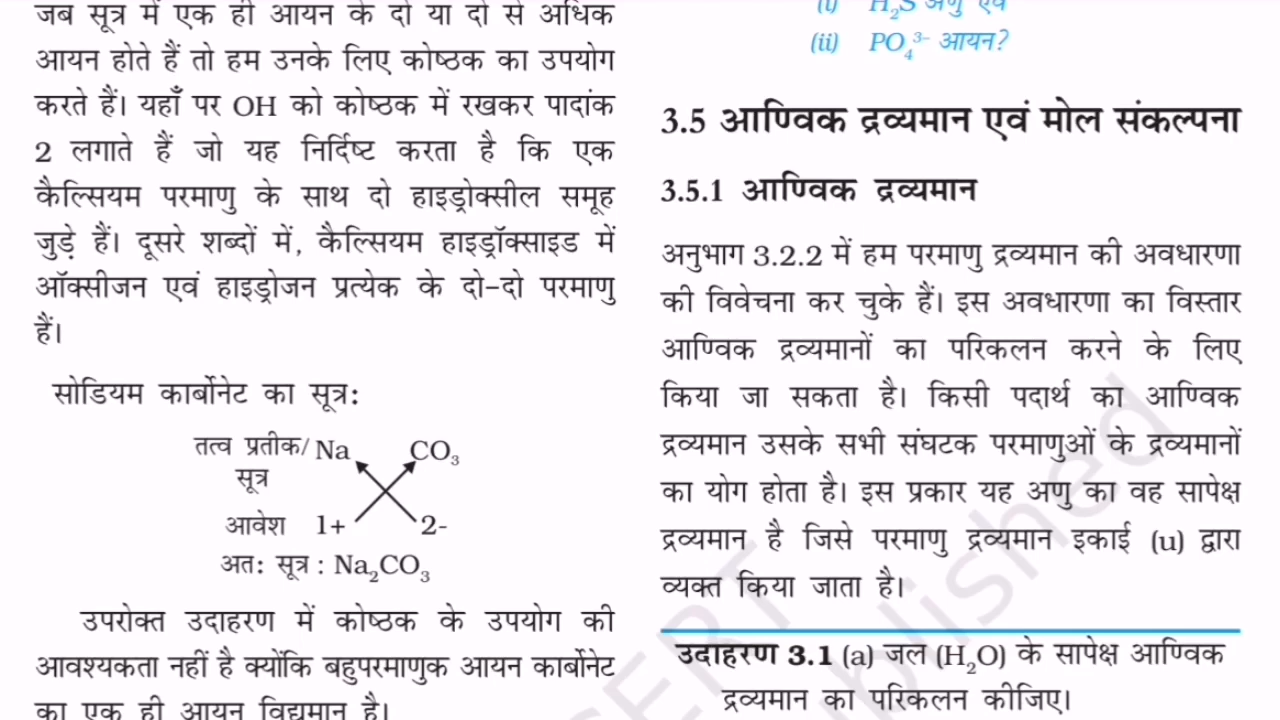 जब सूत्र में एक ही आयन के दो या दो से अधिक
आयन होते हैं तो हम उनके लिए कोष्ठक का उपयोग
करते हैं। यहाँ पर OH को कोष्ठक में रखकर पादांक
2 लगाते हैं जो यह निर्दिष्ट करता है कि एक
कैल्सियम परमाणु के साथ दो हाइड्रोक्सील समूह
जुड़े हैं। दूसरे शब्दों में, कैल्सियम हाइड्रॉक्साइड में
ऑक्सीजन एवं हाइड्रोजन प्रत्येक के दो-दो परमाणु
हैं।
सोडियम कार्बोनेट का सूत्र:
तत्व प्रतीक/ Na CO₃
सूत्र
आवेश 1+ 2-
अतः सूत्र : Na₂CO₃
उपरोक्त उदाहरण में कोष्ठक के उपयोग की
आवश्यकता नहीं है क्योंकि बहुपरमाणुक आयन कार्बोनेट
का एक ही आयन विद्यमान है।
(i) H₂S अणु एवं
(ii) PO₄³⁻ आयन?
3.5 आण्विक द्रव्यमान एवं मोल संकल्पना
3.5.1 आण्विक द्रव्यमान
अनुभाग 3.2.2 में हम परमाणु द्रव्यमान की अवधारणा
की विवेचना कर चुके हैं। इस अवधारणा का विस्तार
आण्विक द्रव्यमानों का परिकलन करने के लिए
किया जा सकता है। किसी पदार्थ का आण्विक
द्रव्यमान उसके सभी संघटक परमाणुओं के द्रव्यमानों
का योग होता है। इस प्रकार यह अणु का वह सापेक्ष
द्रव्यमान है जिसे परमाणु द्रव्यमान इकाई (u) द्वारा
व्यक्त किया जाता है।
उदाहरण 3.1 (a) जल (H₂O) के सापेक्ष आण्विक
द्रव्यमान का परिकलन कीजिए।